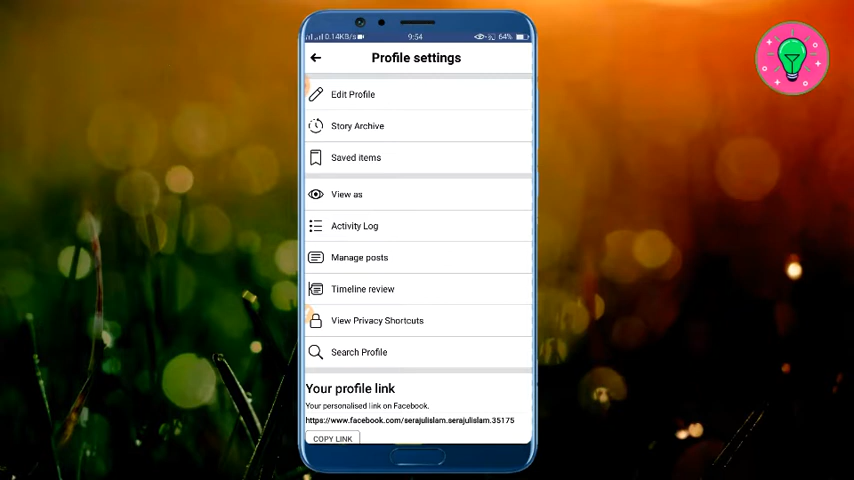 0.14KB/s 9:54 64%
Profile settings
Edit Profile
Story Archive
Saved items
View as
Activity Log
Manage posts
Timeline review
View Privacy Shortcuts
Search Profile
Your profile link
Your personalised link on Facebook.
https://www.facebook.com/serajulislam.serajulislam.35175
COPY LINK